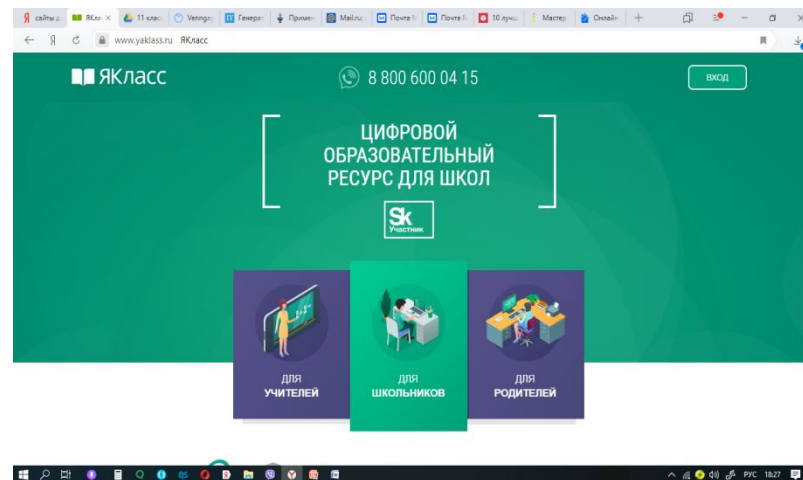 сайты д
ЯКла
11 клас
Venngag
Генерат
Примен
Mail.ru:
Почта М
Почта М
10 лучш
Мастер
Онлайн
www.yaklass.ru ЯКласс
ЯКласс
8 800 600 04 15
ВХОД
ЦИФРОВОЙ
ОБРАЗОВАТЕЛЬНЫЙ
РЕСУРС ДЛЯ ШКОЛ
Sk
Участник
ДЛЯ
УЧИТЕЛЕЙ
ДЛЯ
ШКОЛЬНИКОВ
ДЛЯ
РОДИТЕЛЕЙ
РУС 18:27